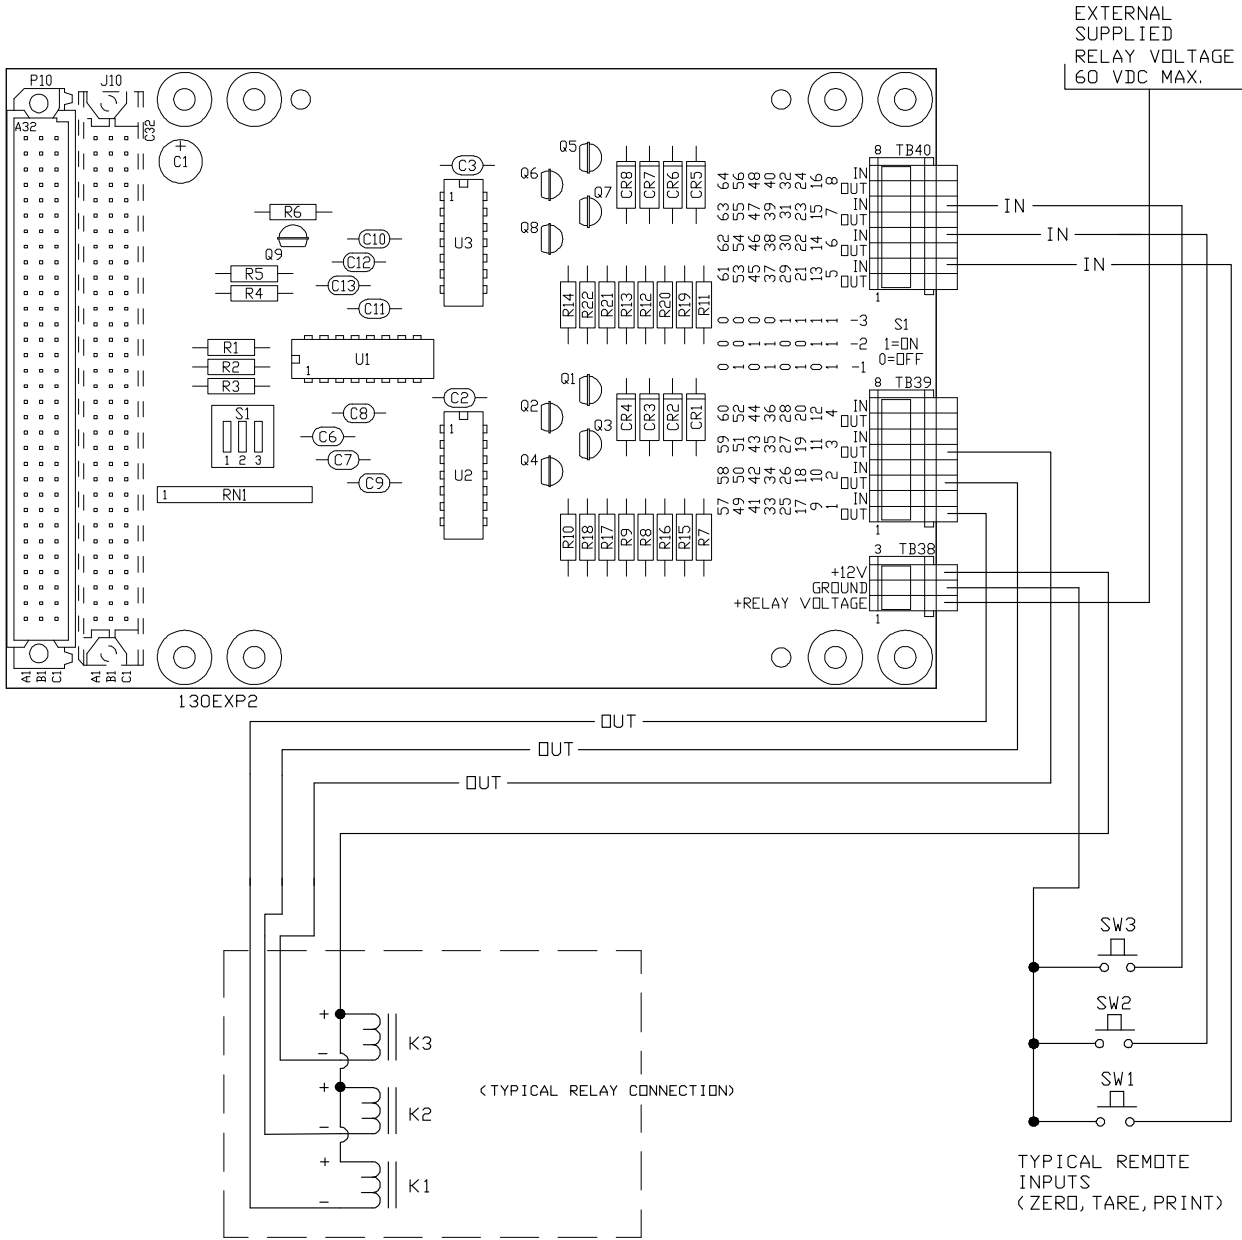 EXTERNAL
SUPPLIED
RELAY VOLTAGE
60 VDC MAX.
P10
J10
A32
C32
C1
+
R6
Q9
R5
R4
C10
C12
C13
C11
C3
1
U3
Q5
Q6
Q7
Q8
CR8
CR7
CR6
CR5
R14
R22
R21
R13
R12
R20
R19
R11
8 TB40
64 56 48 40 32 24 16 8 IN
OUT
63 55 47 39 31 23 15 7 IN
OUT
62 54 46 38 30 22 14 6 IN
OUT
61 53 45 37 29 21 13 5 IN
OUT
1
IN
IN
IN
0 0 0 0 1 1 1 1 -3
0 0 1 1 0 0 1 1 -2
0 1 0 1 0 1 0 1 -1
S1
1=ON
0=OFF
R1
R2
R3
U1
1
S1
1 2 3
C2
C8
C6
C7
C9
1 RN1
1
U2
Q1
Q2
Q3
Q4
CR4
CR3
CR2
CR1
R10
R18
R17
R9
R8
R16
R15
R7
8 TB39
60 52 44 36 28 20 12 4 IN
OUT
59 51 43 35 27 19 11 3 IN
OUT
58 50 42 34 26 18 10 2 IN
OUT
57 49 41 33 25 17 9 1 IN
OUT
1
3 TB38
+12V
GROUND
+RELAY VOLTAGE
1
A1
B1
C1
A1
B1
C1
130EXP2
OUT
OUT
OUT
+
-
K3
+
-
K2
+
-
K1
(TYPICAL RELAY CONNECTION)
SW3
SW2
SW1
TYPICAL REMOTE
INPUTS
(ZERO, TARE, PRINT)